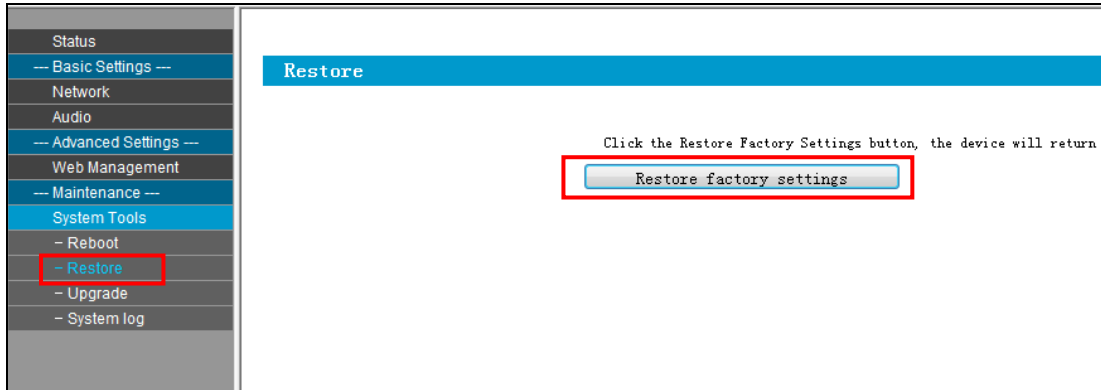 Status
--- Basic Settings ---
Network
Audio
--- Advanced Settings ---
Web Management
--- Maintenance ---
System Tools
– Reboot
– Restore
– Upgrade
– System log
Restore
Click the Restore Factory Settings button, the device will return
Restore factory settings